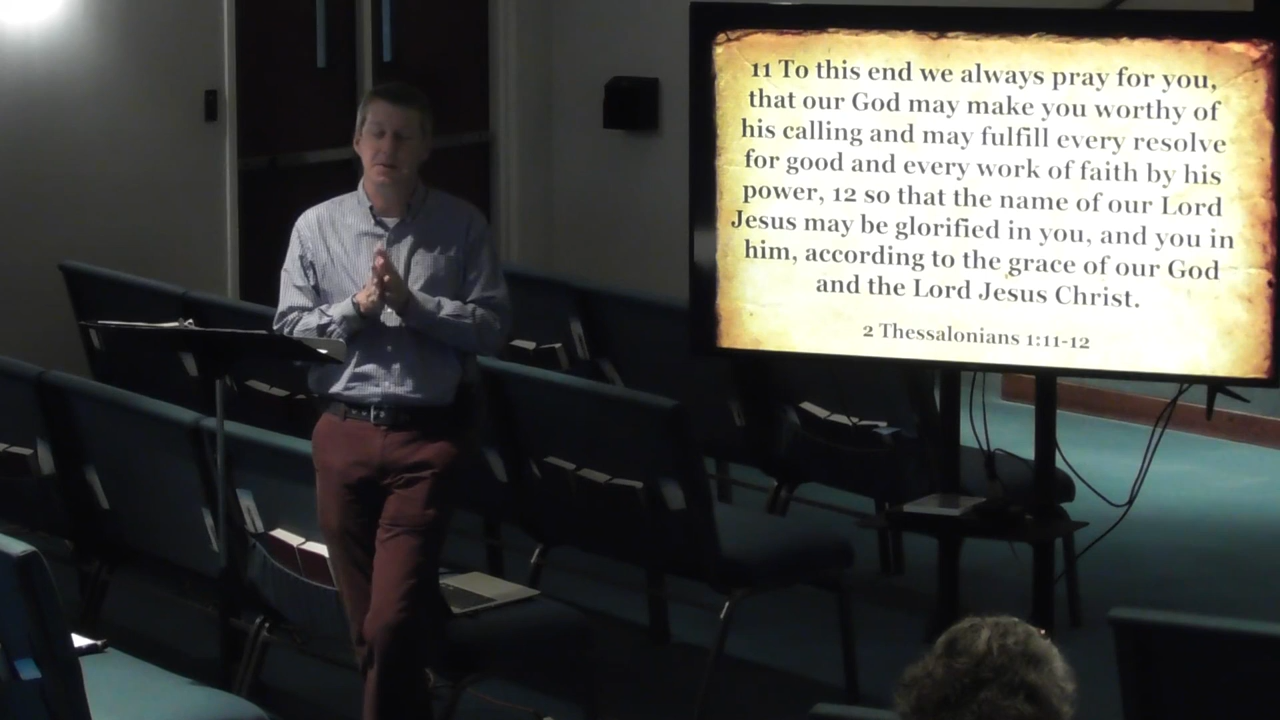 11 To this end we always pray for you,
that our God may make you worthy of
his calling and may fulfill every resolve
for good and every work of faith by his
power, 12 so that the name of our Lord
Jesus may be glorified in you, and you in
him, according to the grace of our God
and the Lord Jesus Christ.
2 Thessalonians 1:11-12